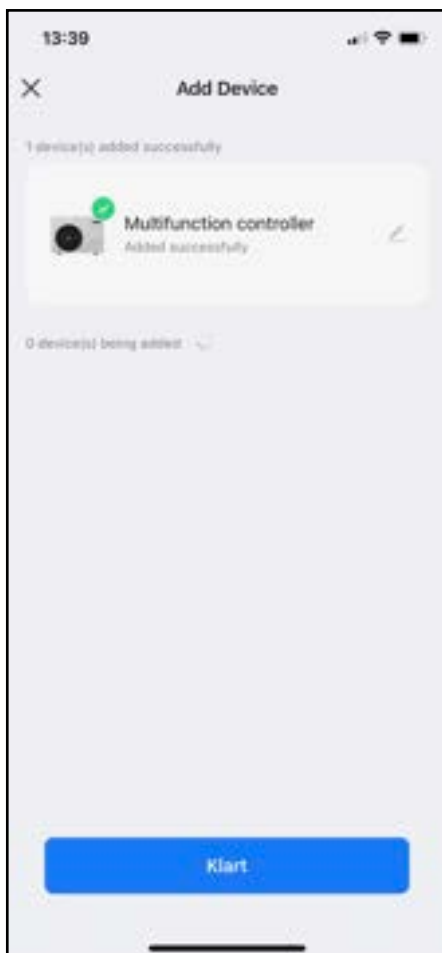 13:39
Add Device
1 device(s) added successfully
Multifunction controller
Added successfully
0 device(s) being added
Klart